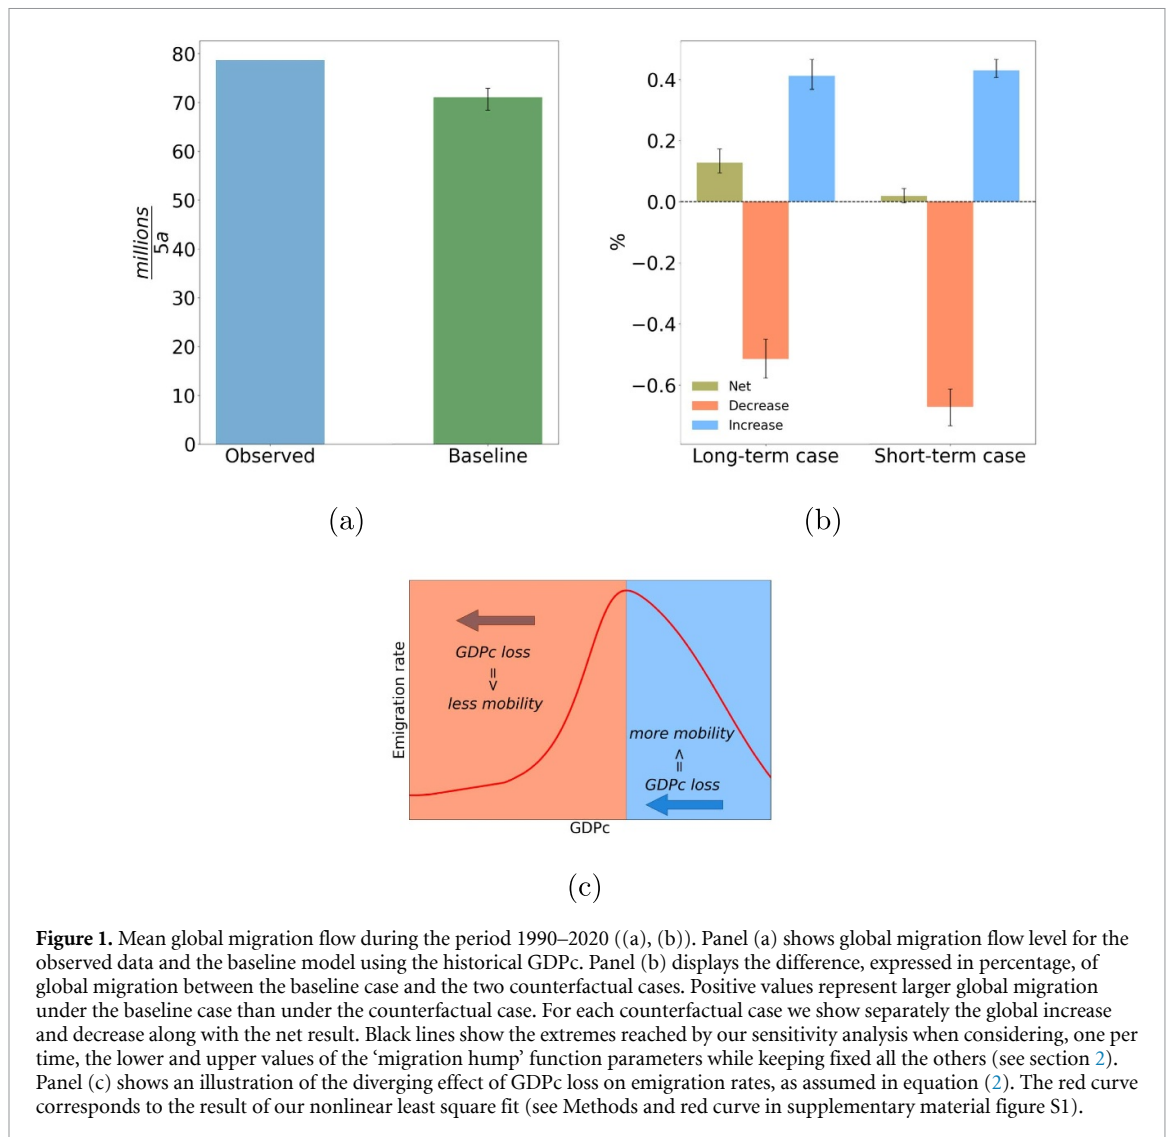 80
70
60
50
40
30
20
10
0
millions
5a
Observed
Baseline
(a)
0.4
0.2
0.0
−0.2
−0.4
−0.6
%
Net
Decrease
Increase
Long-term case
Short-term case
(b)
Emigration rate
GDPc loss
=>
less mobility
more mobility
=>
GDPc loss
GDPc
(c)
Figure 1. Mean global migration flow during the period 1990–2020 ((a), (b)). Panel (a) shows global migration flow level for the
observed data and the baseline model using the historical GDPc. Panel (b) displays the difference, expressed in percentage, of
global migration between the baseline case and the two counterfactual cases. Positive values represent larger global migration
under the baseline case than under the counterfactual case. For each counterfactual case we show separately the global increase
and decrease along with the net result. Black lines show the extremes reached by our sensitivity analysis when considering, one per
time, the lower and upper values of the ‘migration hump’ function parameters while keeping fixed all the others (see section 2).
Panel (c) shows an illustration of the diverging effect of GDPc loss on emigration rates, as assumed in equation (2). The red curve
corresponds to the result of our nonlinear least square fit (see Methods and red curve in supplementary material figure S1).